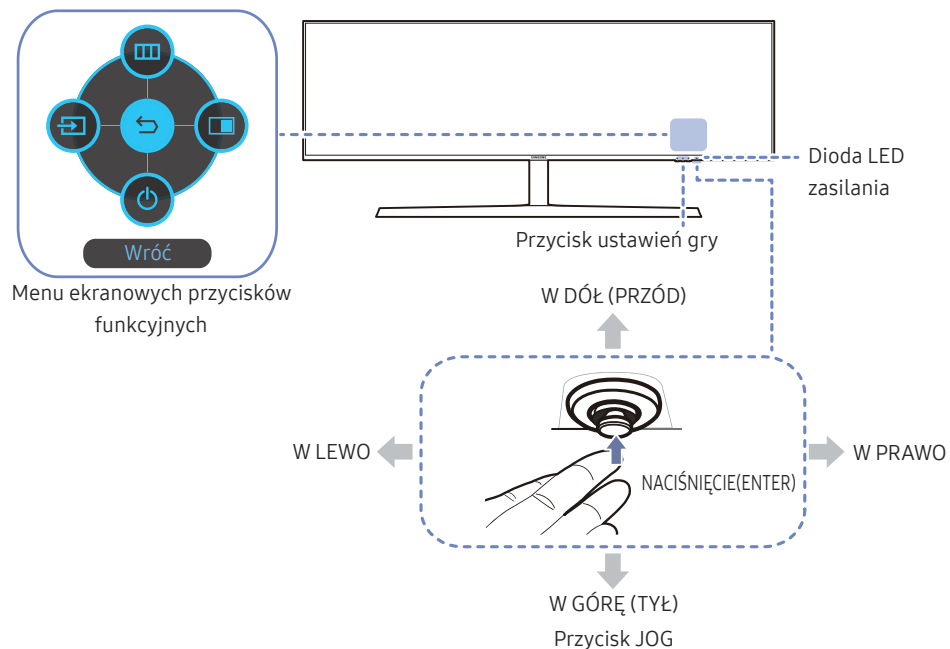 Wróć
Menu ekranowych przycisków
funkcyjnych
SAMSUNG
Dioda LED
zasilania
Przycisk ustawień gry
W DÓŁ (PRZÓD)
W LEWO
NACIŚNIĘCIE(ENTER)
W PRAWO
W GÓRĘ (TYŁ)
Przycisk JOG